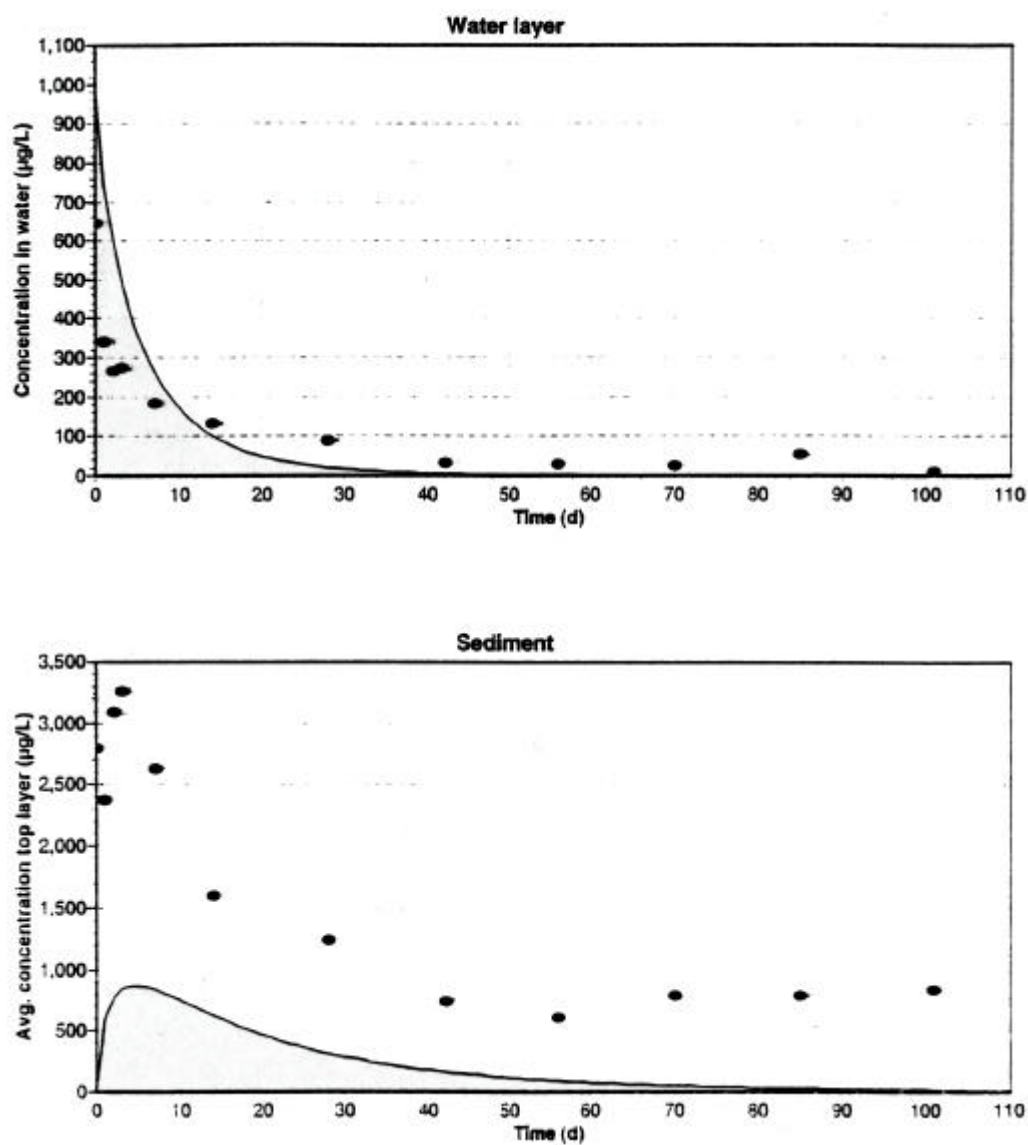 Water layer
Concentration in water (µg/L)
1,100
1,000
900
800
700
600
500
400
300
200
100
0
0 10 20 30 40 50 60 70 80 90 100 110
Time (d)
Sediment
Avg. concentration top layer (µg/L)
3,500
3,000
2,500
2,000
1,500
1,000
500
0
0 10 20 30 40 50 60 70 80 90 100 110
Time (d)